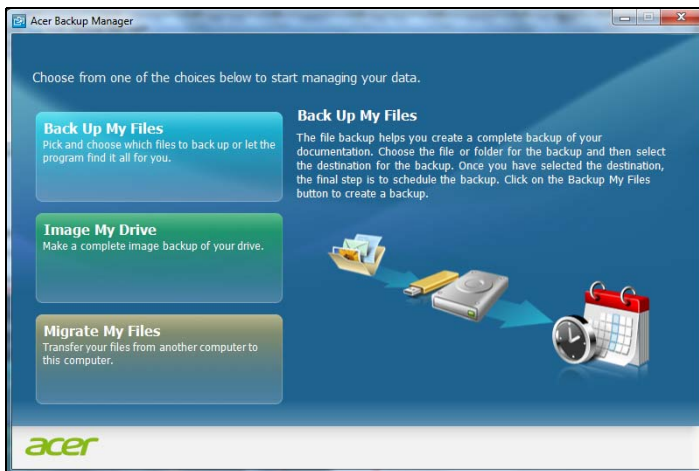 Acer Backup Manager
Choose from one of the choices below to start managing your data.
Back Up My Files
Pick and choose which files to back up or let the
program find it all for you.
Image My Drive
Make a complete image backup of your drive.
Migrate My Files
Transfer your files from another computer to
this computer.
Back Up My Files
The file backup helps you create a complete backup of your
documentation. Choose the file or folder for the backup and then select
the destination for the backup. Once you have selected the destination,
the final step is to schedule the backup. Click on the Backup My Files
button to create a backup.
acer